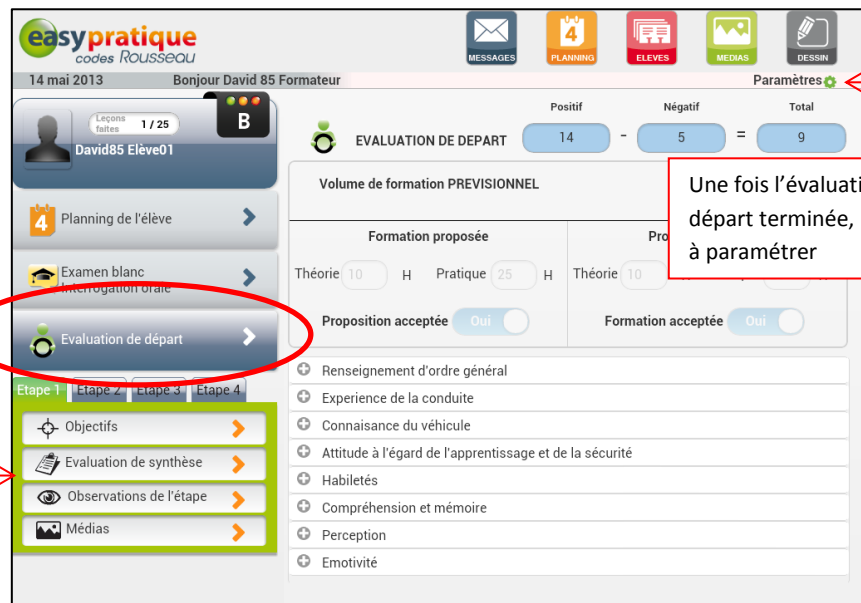 easypratique
codes Rousseau
MESSAGES
4
PLANNING
ELEVES
MEDIAS
DESSIN
14 mai 2013 Bonjour David 85 Formateur Paramètres
Leçons faites 1 / 25
B
David85 Elève01
Positif Négatif Total
EVALUATION DE DEPART 14 - 5 = 9
Volume de formation PREVISIONNEL
Une fois l'évaluati
départ terminée,
à paramétrer
Formation proposée Pro
Théorie 10 H Pratique 25 H Théorie 10
Proposition acceptée Oui Formation acceptée Oui
4 Planning de l'élève
Examen blanc
Interrogation orale
Evaluation de départ
Etape 1 Etape 2 Etape 3 Etape 4
Objectifs
Evaluation de synthèse
Observations de l'étape
Médias
Renseignement d'ordre général
Experience de la conduite
Connaisance du véhicule
Attitude à l'égard de l'apprentissage et de la sécurité
Habiletés
Compréhension et mémoire
Perception
Emotivité